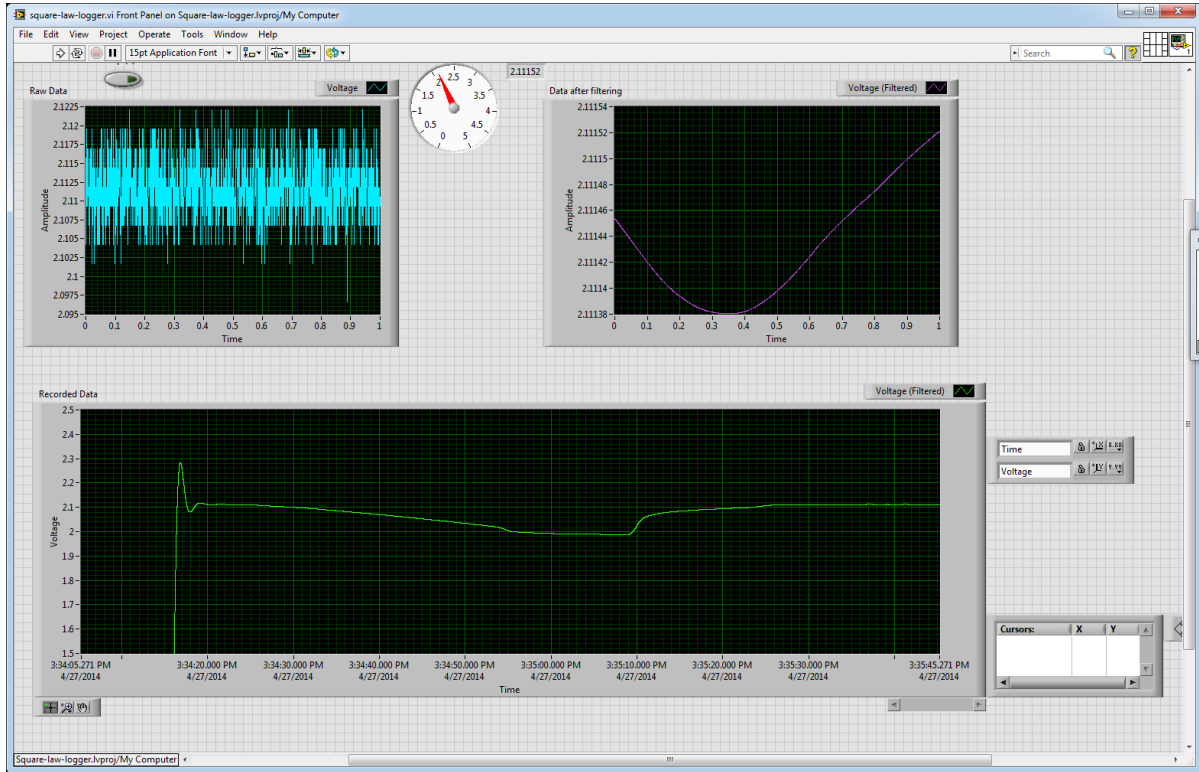 square-law-logger.vi Front Panel on Square-law-logger.lvproj/My Computer
File Edit View Project Operate Tools Window Help
15pt Application Font
Search
Raw Data
Voltage
2.1225
2.12
2.1175
2.115
2.1125
2.11
2.1075
2.105
2.1025
2.1
2.0975
2.095
Amplitude
0 0.1 0.2 0.3 0.4 0.5 0.6 0.7 0.8 0.9 1
Time
0 0.5 1 1.5 2 2.5 3 3.5 4 4.5 5
2.11152
Data after filtering
Voltage (Filtered)
2.11154
2.11152
2.1115
2.11148
2.11146
2.11144
2.11142
2.1114
2.11138
Amplitude
0 0.1 0.2 0.3 0.4 0.5 0.6 0.7 0.8 0.9 1
Time
Recorded Data
Voltage (Filtered)
2.5
2.4
2.3
2.2
2.1
2
1.9
1.8
1.7
1.6
1.5
Voltage
3:34:05.271 PM 3:34:20.000 PM 3:34:30.000 PM 3:34:40.000 PM 3:34:50.000 PM 3:35:00.000 PM 3:35:10.000 PM 3:35:20.000 PM 3:35:30.000 PM 3:35:45.271 PM
4/27/2014 4/27/2014 4/27/2014 4/27/2014 4/27/2014 4/27/2014 4/27/2014 4/27/2014 4/27/2014 4/27/2014
Time
Time
Voltage
Cursors: X Y
Square-law-logger.lvproj/My Computer